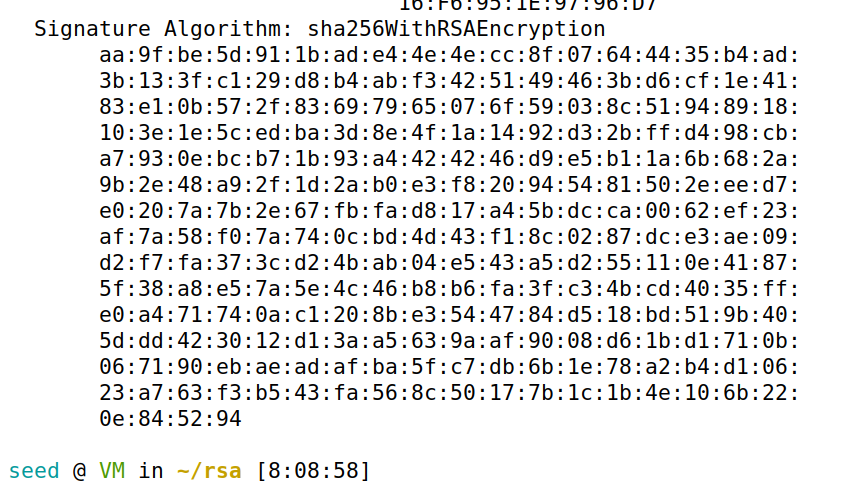 16:F6:95:1E:97:96:D7
Signature Algorithm: sha256WithRSAEncryption
aa:9f:be:5d:91:1b:ad:e4:4e:4e:cc:8f:07:64:44:35:b4:ad:
3b:13:3f:c1:29:d8:b4:ab:f3:42:51:49:46:3b:d6:cf:1e:41:
83:e1:0b:57:2f:83:69:79:65:07:6f:59:03:8c:51:94:89:18:
10:3e:1e:5c:ed:ba:3d:8e:4f:1a:14:92:d3:2b:ff:d4:98:cb:
a7:93:0e:bc:b7:1b:93:a4:42:42:46:d9:e5:b1:1a:6b:68:2a:
9b:2e:48:a9:2f:1d:2a:b0:e3:f8:20:94:54:81:50:2e:ee:d7:
e0:20:7a:7b:2e:67:fb:fa:d8:17:a4:5b:dc:ca:00:62:ef:23:
af:7a:58:f0:7a:74:0c:bd:4d:43:f1:8c:02:87:dc:e3:ae:09:
d2:f7:fa:37:3c:d2:4b:ab:04:e5:43:a5:d2:55:11:0e:41:87:
5f:38:a8:e5:7a:5e:4c:46:b8:b6:fa:3f:c3:4b:cd:40:35:ff:
e0:a4:71:74:0a:c1:20:8b:e3:54:47:84:d5:18:bd:51:9b:40:
5d:dd:42:30:12:d1:3a:a5:63:9a:af:90:08:d6:1b:d1:71:0b:
06:71:90:eb:ae:ad:af:ba:5f:c7:db:6b:1e:78:a2:b4:d1:06:
23:a7:63:f3:b5:43:fa:56:8c:50:17:7b:1c:1b:4e:10:6b:22:
0e:84:52:94
seed @ VM in ~/rsa [8:08:58]